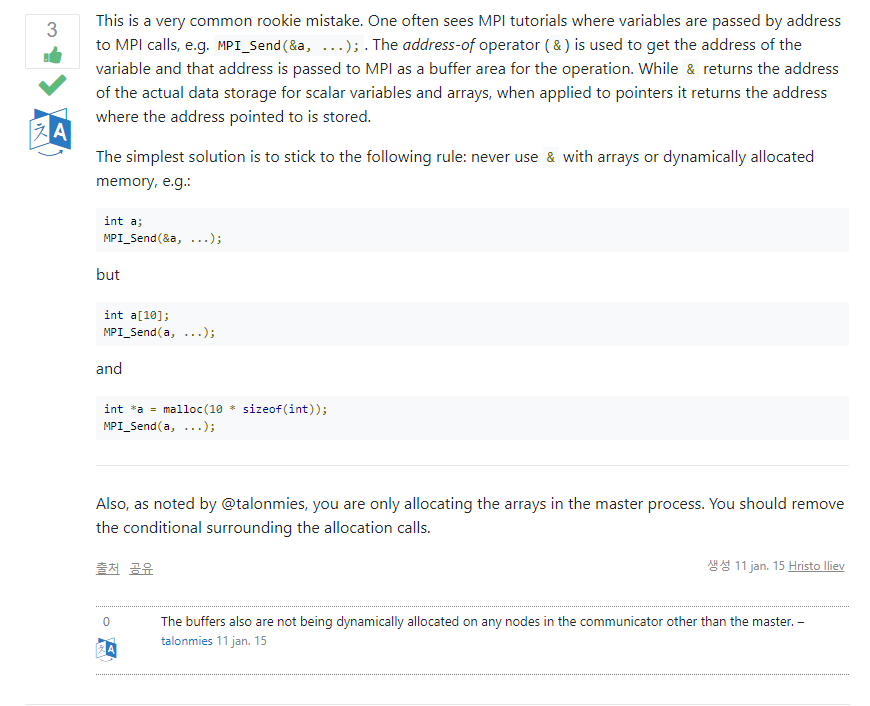 3
This is a very common rookie mistake. One often sees MPI tutorials where variables are passed by address
to MPI calls, e.g. MPI_Send(&a, ...);. The address-of operator (&) is used to get the address of the
variable and that address is passed to MPI as a buffer area for the operation. While & returns the address
of the actual data storage for scalar variables and arrays, when applied to pointers it returns the address
where the address pointed to is stored.
The simplest solution is to stick to the following rule: never use & with arrays or dynamically allocated
memory, e.g.:
int a;
MPI_Send(&a, ...);
but
int a[10];
MPI_Send(a, ...);
and
int *a = malloc(10 * sizeof(int));
MPI_Send(a, ...);
Also, as noted by @talonmies, you are only allocating the arrays in the master process. You should remove
the conditional surrounding the allocation calls.
출처 공유
생성 11 jan. 15 Hristo Iliev
0
The buffers also are not being dynamically allocated on any nodes in the communicator other than the master. –
talonmies 11 jan. 15